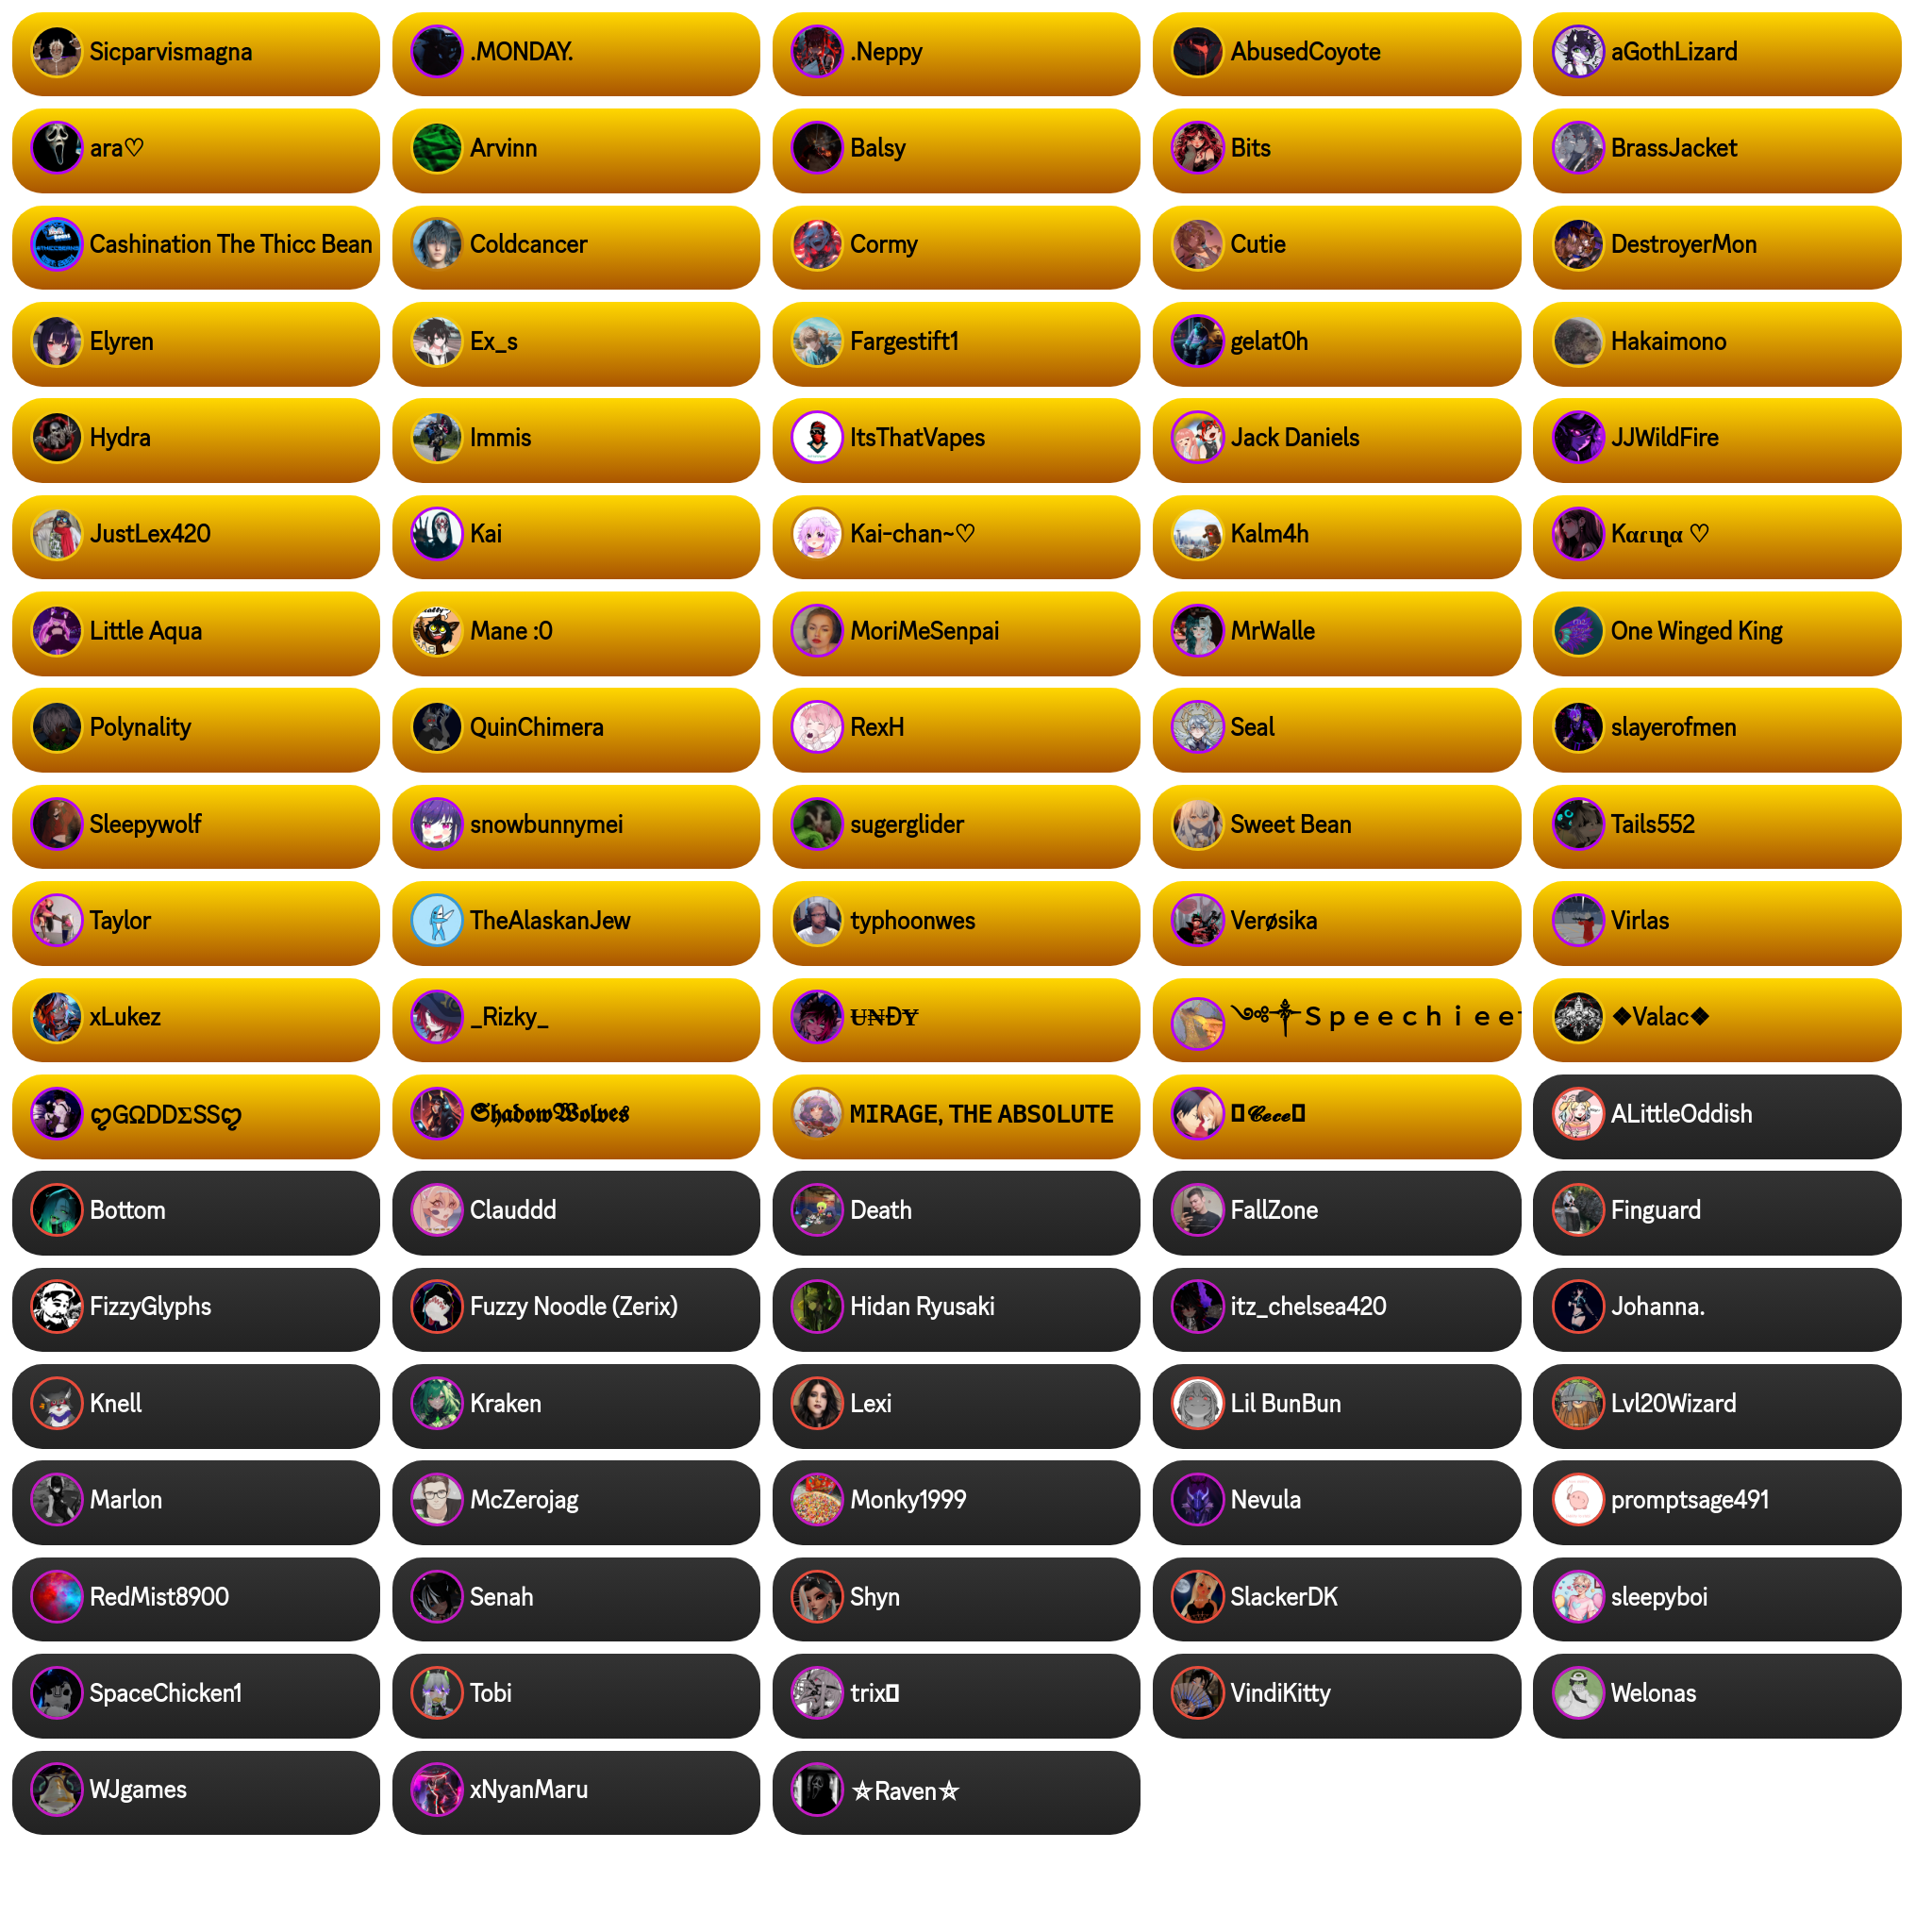 Sicparvismagna
.MONDAY.
.Neppy
AbusedCoyote
aGothLizard
ara♡
Arvinn
Balsy
Bits
BrassJacket
Cashination The Thicc Bean
Coldcancer
Cormy
Cutie
DestroyerMon
Elyren
Ex_s
Fargestift1
gelat0h
Hakaimono
Hydra
Immis
ItsThatVapes
Jack Daniels
JJWildFire
JustLex420
Kai
Kai-chan~♡
Kalm4h
Kαɾιɳα ♡
Little Aqua
Mane :0
MoriMeSenpai
MrWalle
One Winged King
Polynality
QuinChimera
RexH
Seal
slayerofmen
Sleepywolf
snowbunnymei
sugerglider
Sweet Bean
Tails552
Taylor
TheAlaskanJew
typhoonwes
Verøsika
Virlas
xLukez
_Rizky_
U̶N̶ĐY̶
༺༒Ｓｐｅｅｃｈｉｅｅ
❖Valac❖
ლGΩDDΣSSლ
𝕾𝖍𝖆𝖉𝖔𝖜𝖂𝖔𝖑𝖛𝖊𝖘
MIRAGE, THE ABSOLUTE
𝓒𝓮𝓬𝓮
ALittleOddish
Bottom
Clauddd
Death
FallZone
Finguard
FizzyGlyphs
Fuzzy Noodle (Zerix)
Hidan Ryusaki
itz_chelsea420
Johanna.
Knell
Kraken
Lexi
Lil BunBun
Lvl20Wizard
Marlon
McZerojag
Monky1999
Nevula
promptsage491
RedMist8900
Senah
Shyn
SlackerDK
sleepyboi
SpaceChicken1
Tobi
trix
VindiKitty
Welonas
WJgames
xNyanMaru
⛤Raven⛤